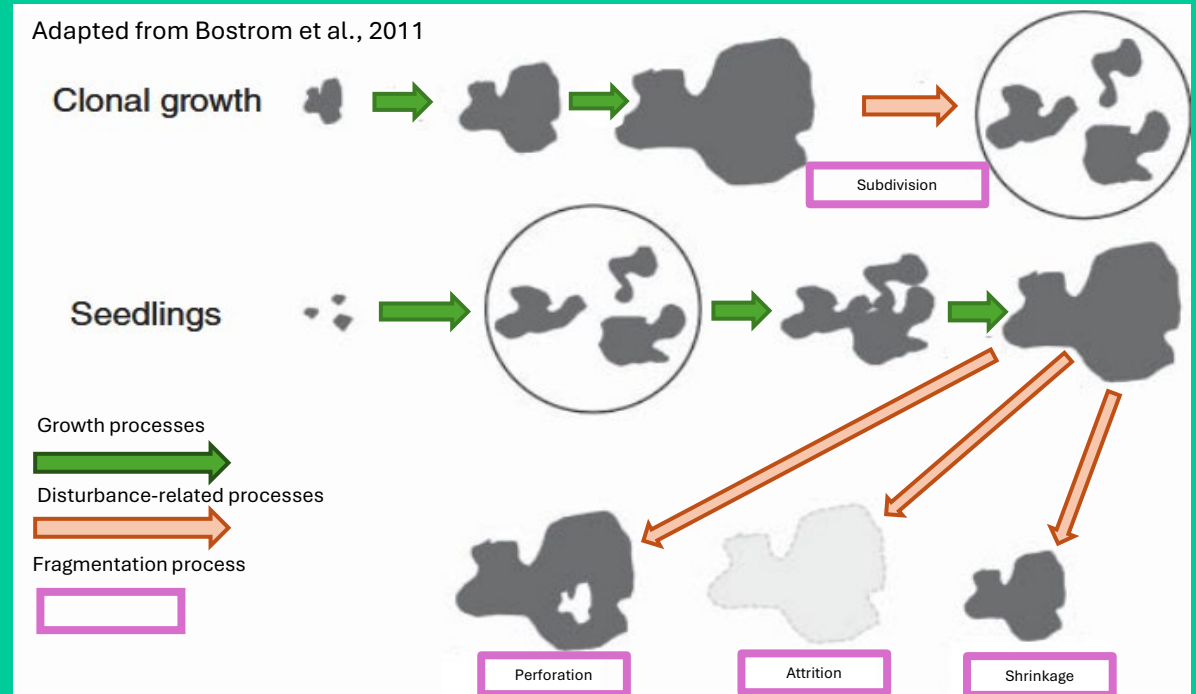 Adapted from Bostrom et al., 2011
Clonal growth
Subdivision
Seedlings
Growth processes
Disturbance-related processes
Fragmentation process
Perforation
Attrition
Shrinkage